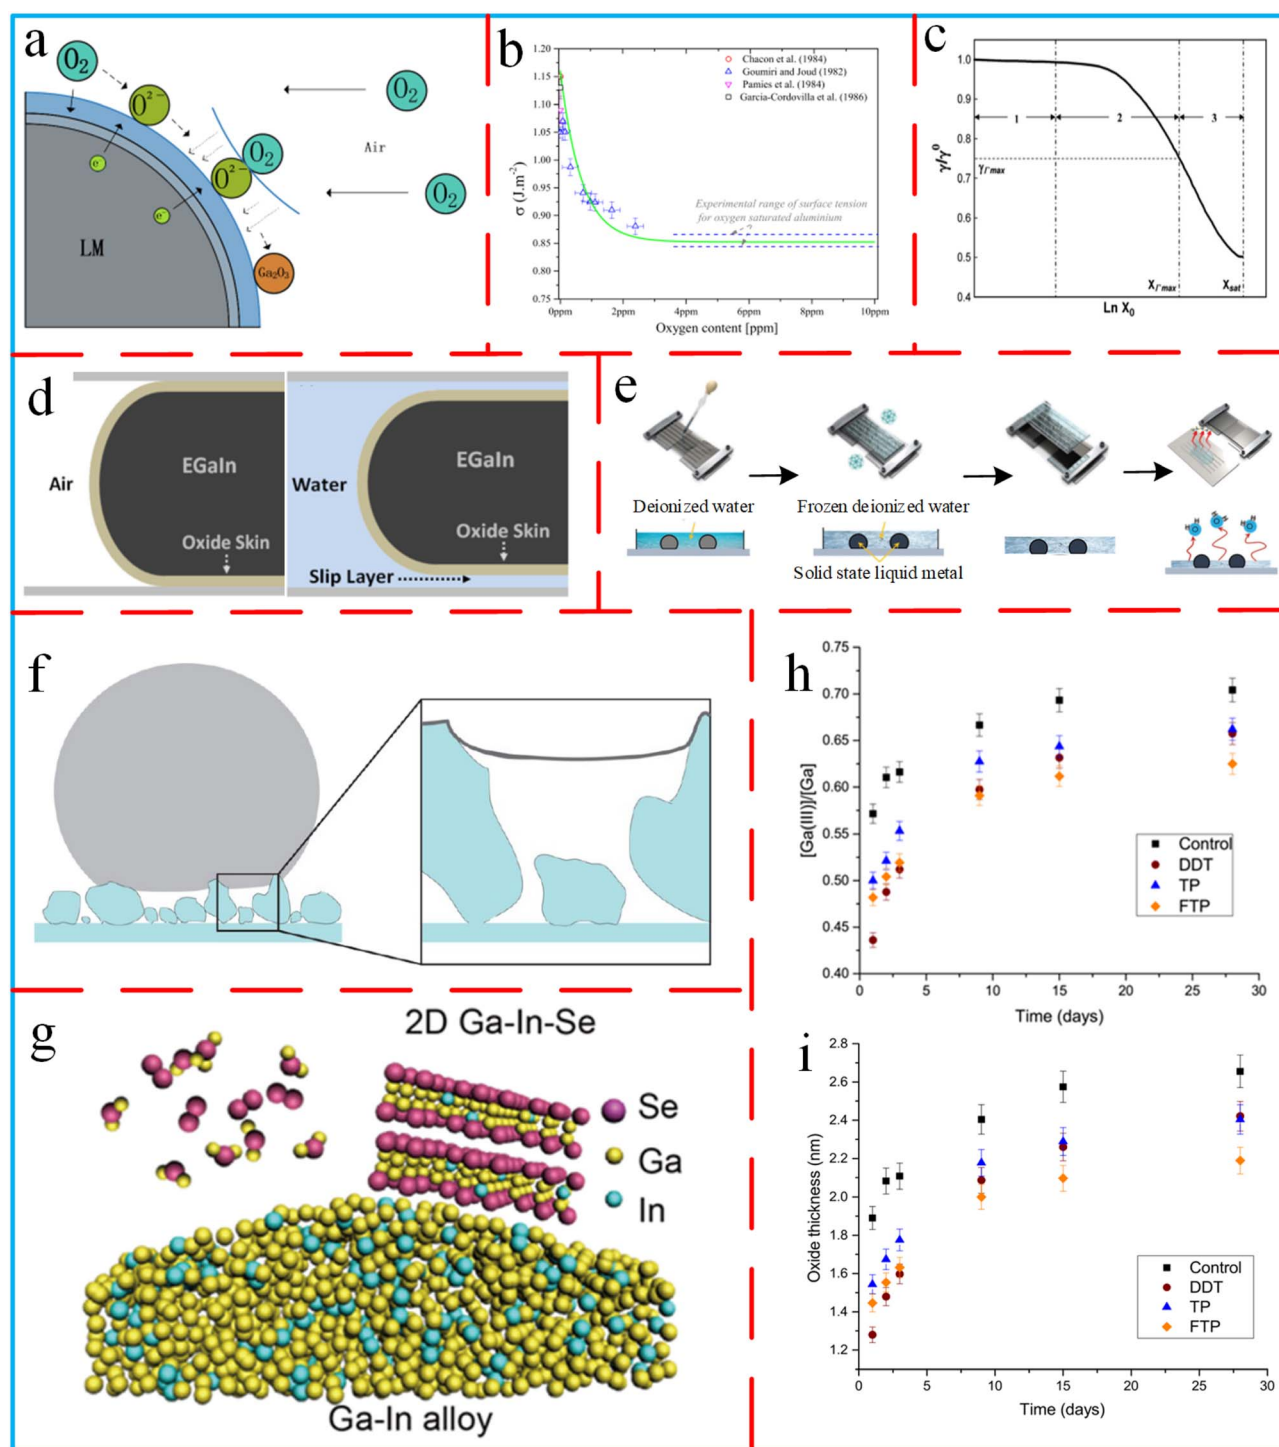 a
O₂
O²⁻
O₂
O²⁻
O₂
Air
O₂
e⁻
e⁻
LM
Ga₂O₃
b
1.20
1.15
1.10
1.05
1.00
0.95
0.90
0.85
0.80
0.75
σ (J.m⁻²)
Chacon et al. (1984)
Goumiri and Joud (1982)
Pamies et al. (1984)
Garcia-Cordovilla et al. (1986)
Experimental range of surface tension
for oxygen saturated aluminium
0ppm 2ppm 4ppm 6ppm 8ppm 10ppm
Oxygen content [ppm]
c
1.0
0.9
0.8
0.7
0.6
0.5
0.4
γ/γ⁰
1 2 3
γΓmax
XΓmax Xsat
Ln X₀
d
Air
EGaIn
Oxide Skin
Water
EGaIn
Oxide Skin
Slip Layer
e
Deionized water
Frozen deionized water
Solid state liquid metal
H H H H H H
f
g
2D Ga-In-Se
Se
Ga
In
Ga-In alloy
h
0.75
0.70
0.65
0.60
0.55
0.50
0.45
0.40
[Ga(III)]/[Ga]
Control
DDT
TP
FTP
0 5 10 15 20 25 30
Time (days)
i
2.8
2.6
2.4
2.2
2.0
1.8
1.6
1.4
1.2
Oxide thickness (nm)
Control
DDT
TP
FTP
0 5 10 15 20 25 30
Time (days)